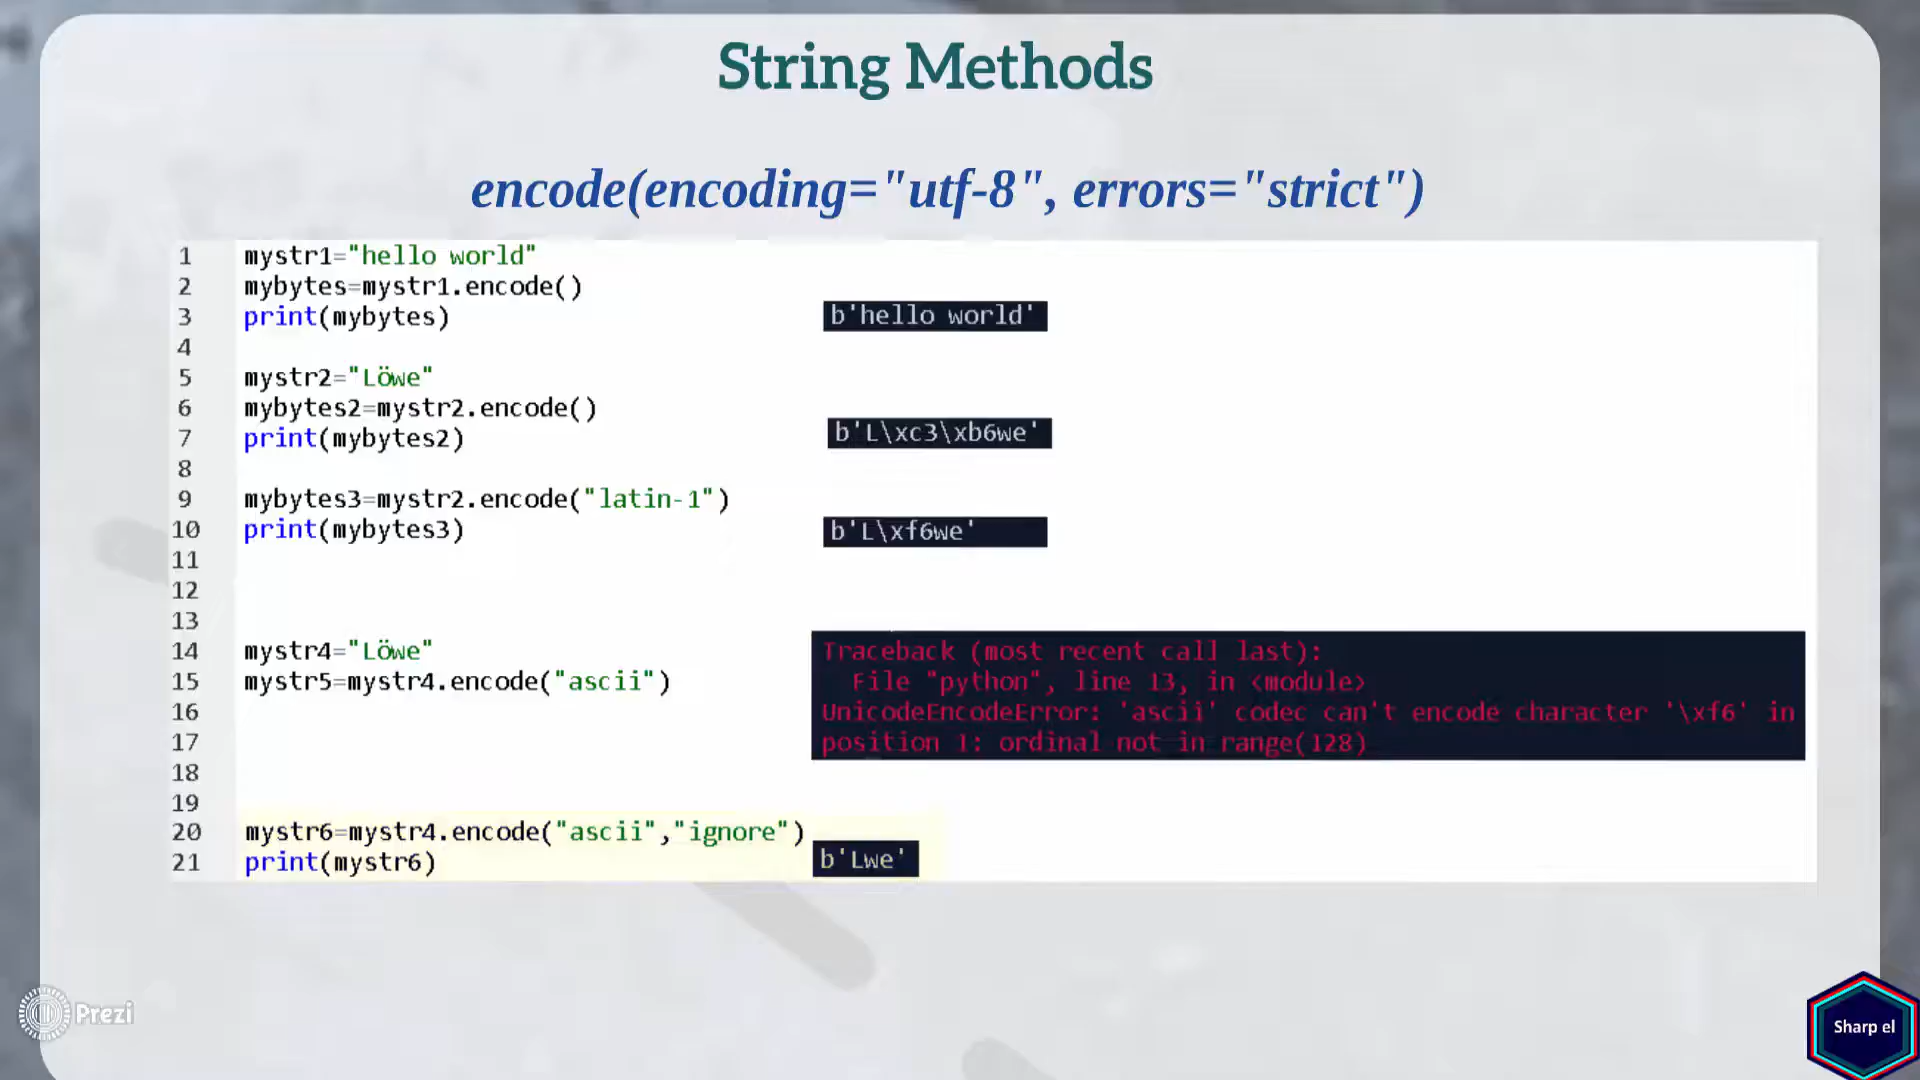 String Methods
encode(encoding="utf-8", errors="strict")
1 mystr1="hello world"
2 mybytes=mystr1.encode()
3 print(mybytes) b'hello world'
4
5 mystr2="Löwe"
6 mybytes2=mystr2.encode()
7 print(mybytes2) b'L\xc3\xb6we'
8
9 mybytes3=mystr2.encode("latin-1")
10 print(mybytes3) b'L\xf6we'
11
12
13
14 mystr4="Löwe" Traceback (most recent call last):
15 mystr5=mystr4.encode("ascii") File "python", line 13, in <module>
16 UnicodeEncodeError: 'ascii' codec can't encode character '\xf6' in
17 position 1: ordinal not in range(128)
18
19
20 mystr6=mystr4.encode("ascii","ignore")
21 print(mystr6) b'Lwe'
Prezi
Sharp el